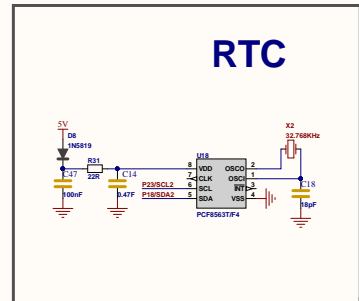 RTC
5V
D8
1N5819
R31
22R
C47
100nF
C14
0.47F
P23/SCL2
P18/SDA2
U18
8 VDD OSCO 2
7 CLK OSCI 1
6 SCL INT 3
5 SDA VSS 4
PCF8563T/F4
X2
32.768KHz
C18
18pF